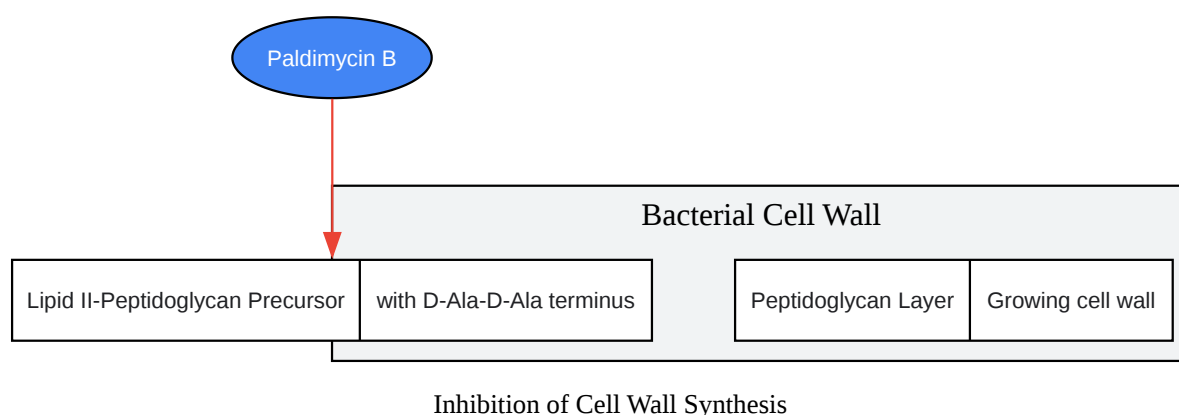 Paldimycin B
Bacterial Cell Wall
Lipid II-Peptidoglycan Precursor
with D-Ala-D-Ala terminus
Peptidoglycan Layer
Growing cell wall
Inhibition of Cell Wall Synthesis